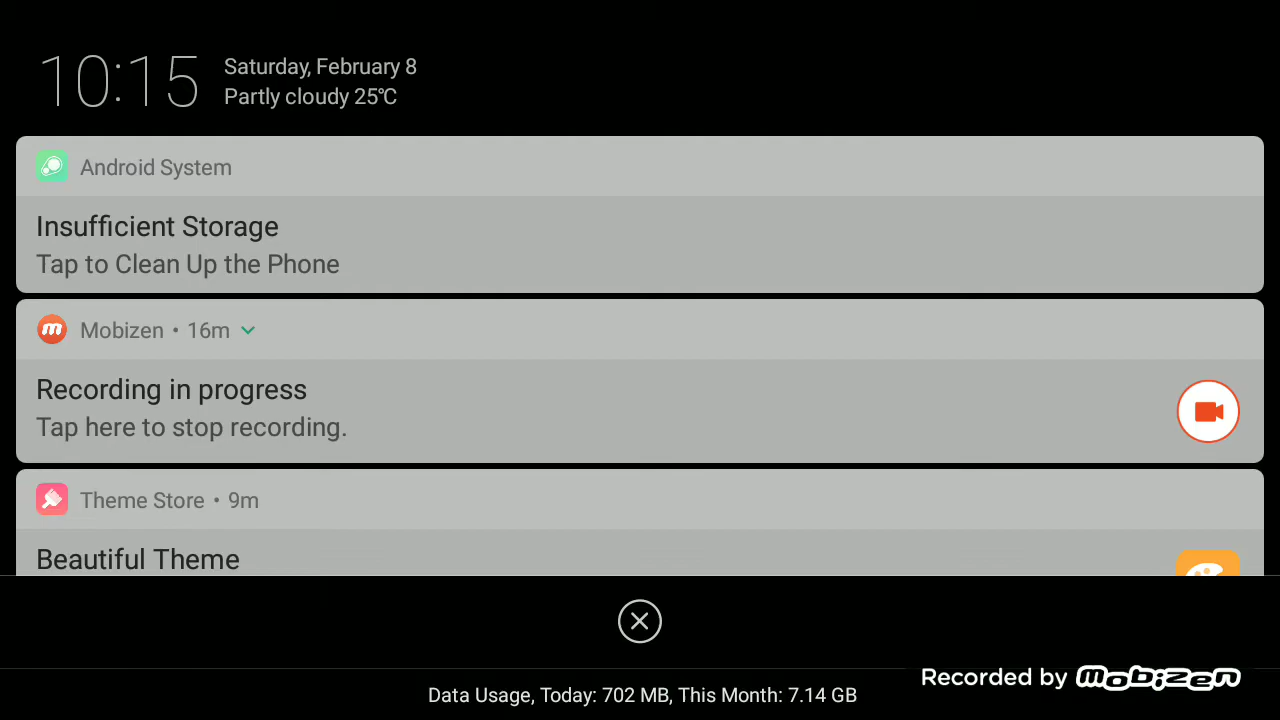 10:15
Saturday, February 8
Partly cloudy 25℃
Android System
Insufficient Storage
Tap to Clean Up the Phone
Mobizen • 16m
Recording in progress
Tap here to stop recording.
Theme Store • 9m
Beautiful Theme
Recorded by mobizen
Data Usage, Today: 702 MB, This Month: 7.14 GB